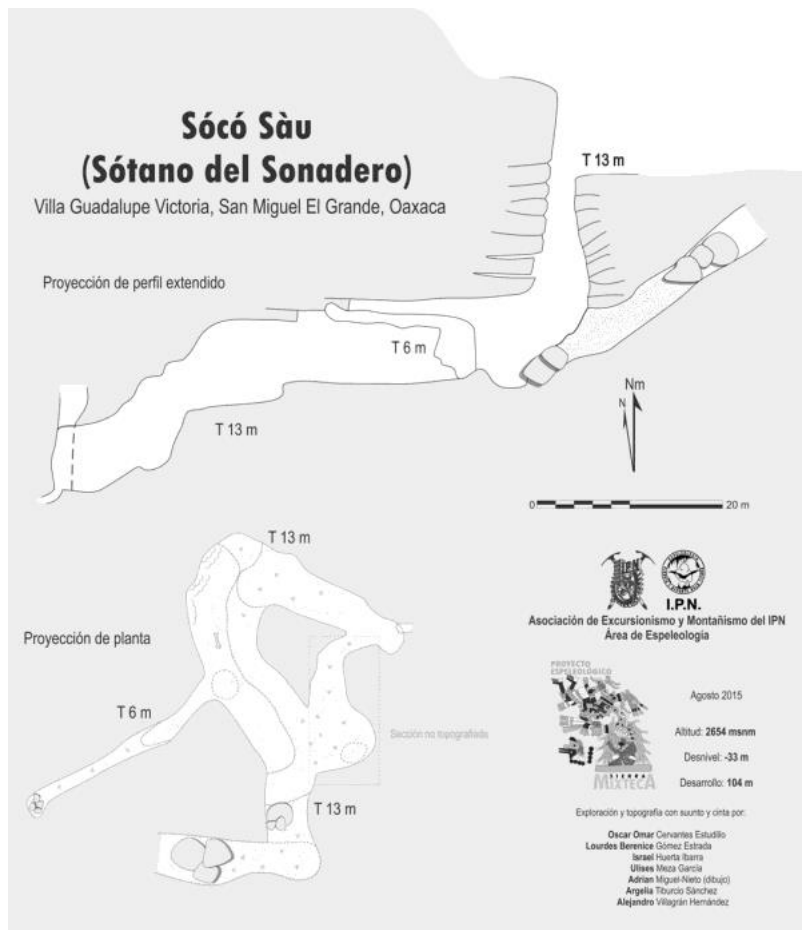 Sócó Sàu
(Sótano del Sonadero)
Villa Guadalupe Victoria, San Miguel El Grande, Oaxaca
T 13 m
Proyección de perfil extendido
T 6 m
T 13 m
Nm
N
0
20 m
T 13 m
Proyección de planta
T 6 m
Sección no topografiada
T 13 m
IPN
I.P.N.
Asociación de Excursionismo y Montañismo del IPN
Área de Espeleología
PROYECTO
ESPELEOLÓGICO
SIERRA
MIXTECA
Agosto 2015
Altitud: 2654 msnm
Desnivel: -33 m
Desarrollo: 104 m
Exploración y topografía con suunto y cinta por:
Oscar Omar Cervantes Estudillo
Lourdes Berenice Gómez Estrada
Israel Huerta Ibarra
Ulises Meza García
Adrian Miguel-Nieto (dibujo)
Argelia Tiburcio Sánchez
Alejandro Villagrán Hernández